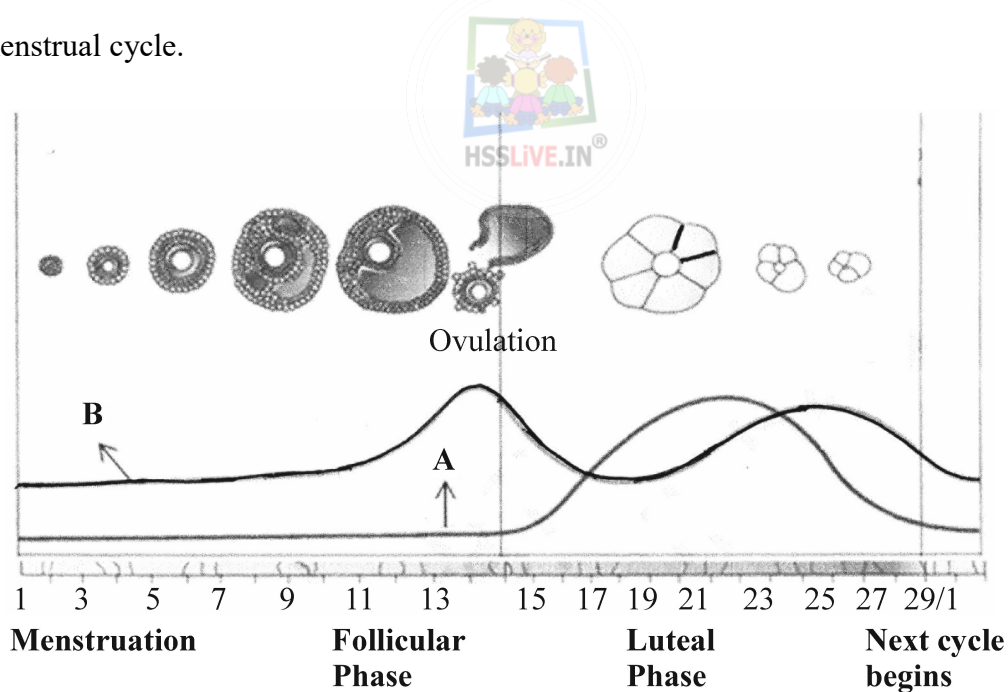 enstrual cycle.
HSSLiVE.IN®
Ovulation
B
A
1 3 5 7 9 11 13 15 17 19 21 23 25 27 29/1
Menstruation Follicular Luteal Next cycle
Phase Phase begins